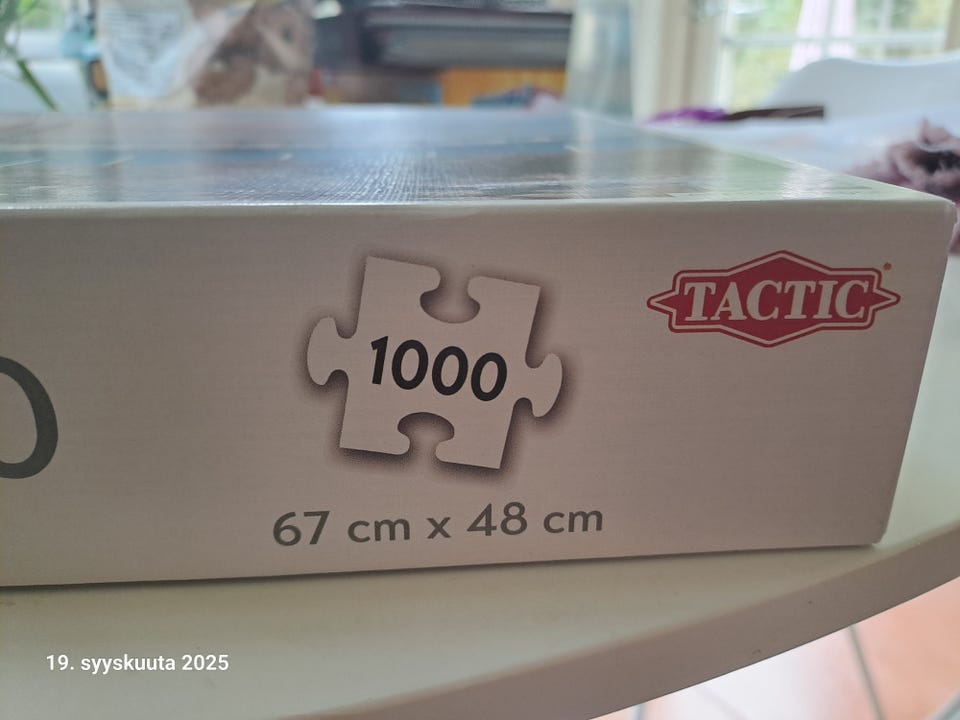 TACTIC
1000
67 cm x 48 cm
19. syyskuuta 2025